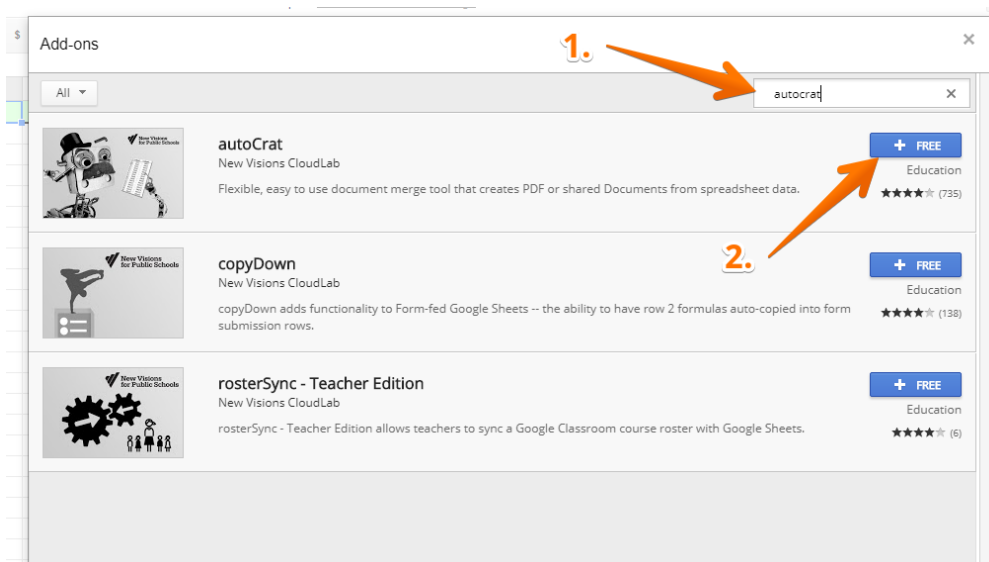 $
Add-ons
1.
×
All
autocrat
×
New Visions
for Public Schools
autoCrat
New Visions CloudLab
Flexible, easy to use document merge tool that creates PDF or shared Documents from spreadsheet data.
+ FREE
Education
(735)
2.
New Visions
for Public Schools
copyDown
New Visions CloudLab
copyDown adds functionality to Form-fed Google Sheets -- the ability to have row 2 formulas auto-copied into form
submission rows.
+ FREE
Education
(138)
New Visions
for Public Schools
rosterSync - Teacher Edition
New Visions CloudLab
rosterSync - Teacher Edition allows teachers to sync a Google Classroom course roster with Google Sheets.
+ FREE
Education
(6)